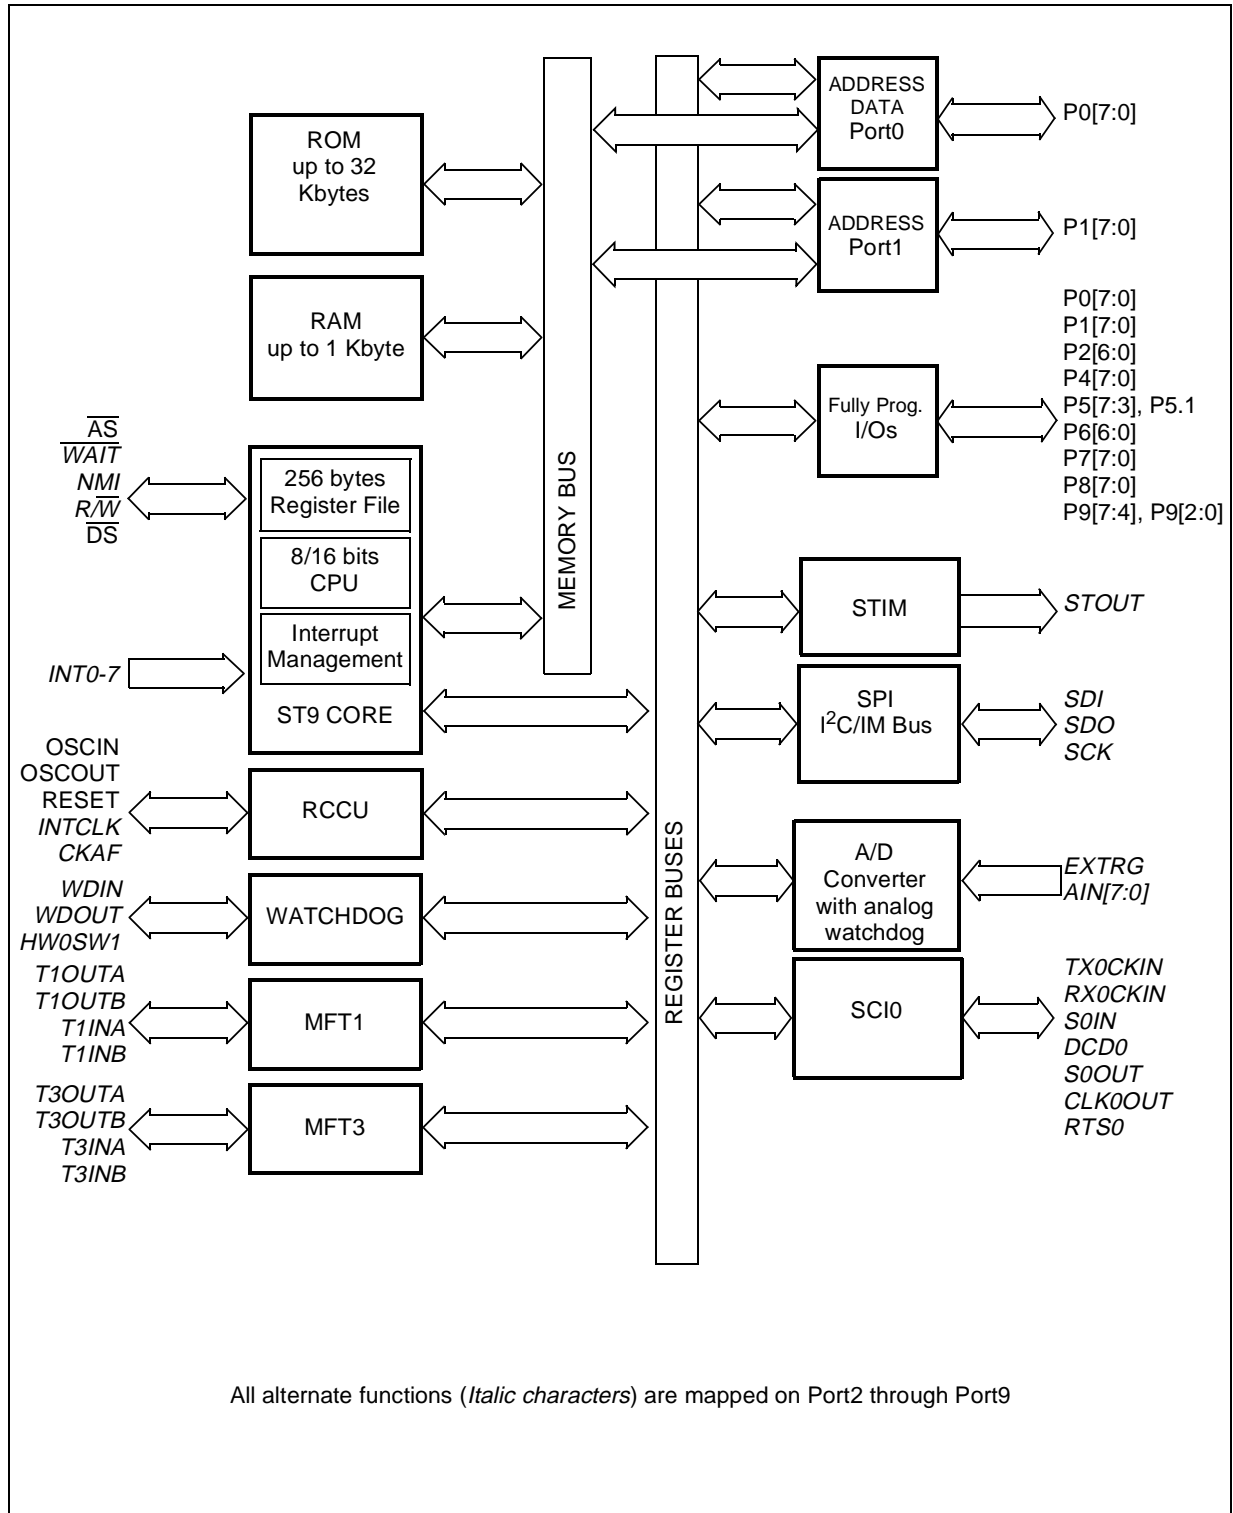 ROM
up to 32
Kbytes
RAM
up to 1 Kbyte
AS
WAIT
NMI
R/W
DS
256 bytes
Register File
8/16 bits
CPU
Interrupt
Management
ST9 CORE
INT0-7
OSCIN
OSCOUT
RESET
INTCLK
CKAF
RCCU
WDIN
WDOUT
HW0SW1
WATCHDOG
T1OUTA
T1OUTB
T1INA
T1INB
MFT1
T3OUTA
T3OUTB
T3INA
T3INB
MFT3
MEMORY BUS
REGISTER BUSES
ADDRESS
DATA
Port0
P0[7:0]
ADDRESS
Port1
P1[7:0]
Fully Prog.
I/Os
P0[7:0]
P1[7:0]
P2[6:0]
P4[7:0]
P5[7:3], P5.1
P6[6:0]
P7[7:0]
P8[7:0]
P9[7:4], P9[2:0]
STIM
STOUT
SPI
I²C/IM Bus
SDI
SDO
SCK
A/D
Converter
with analog
watchdog
EXTRG
AIN[7:0]
SCI0
TX0CKIN
RX0CKIN
S0IN
DCD0
S0OUT
CLK0OUT
RTS0
All alternate functions (Italic characters) are mapped on Port2 through Port9